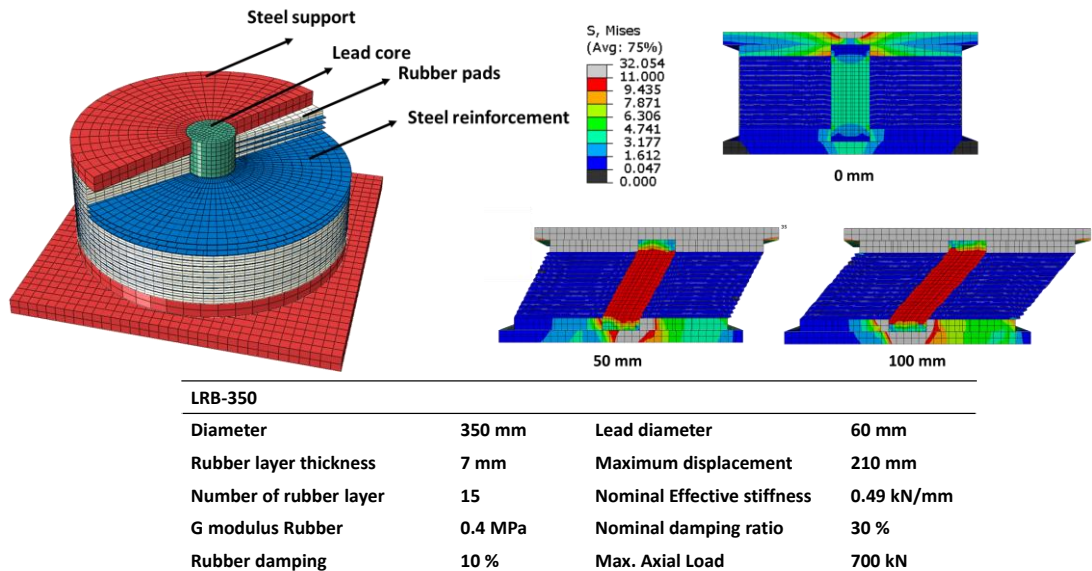 Steel support
Lead core
Rubber pads
Steel reinforcement
S, Mises
(Avg: 75%)
32.054
11.000
9.435
7.871
6.306
4.741
3.177
1.612
0.047
0.000
0 mm
50 mm
100 mm
LRB-350
Diameter 350 mm Lead diameter 60 mm
Rubber layer thickness 7 mm Maximum displacement 210 mm
Number of rubber layer 15 Nominal Effective stiffness 0.49 kN/mm
G modulus Rubber 0.4 MPa Nominal damping ratio 30 %
Rubber damping 10 % Max. Axial Load 700 kN